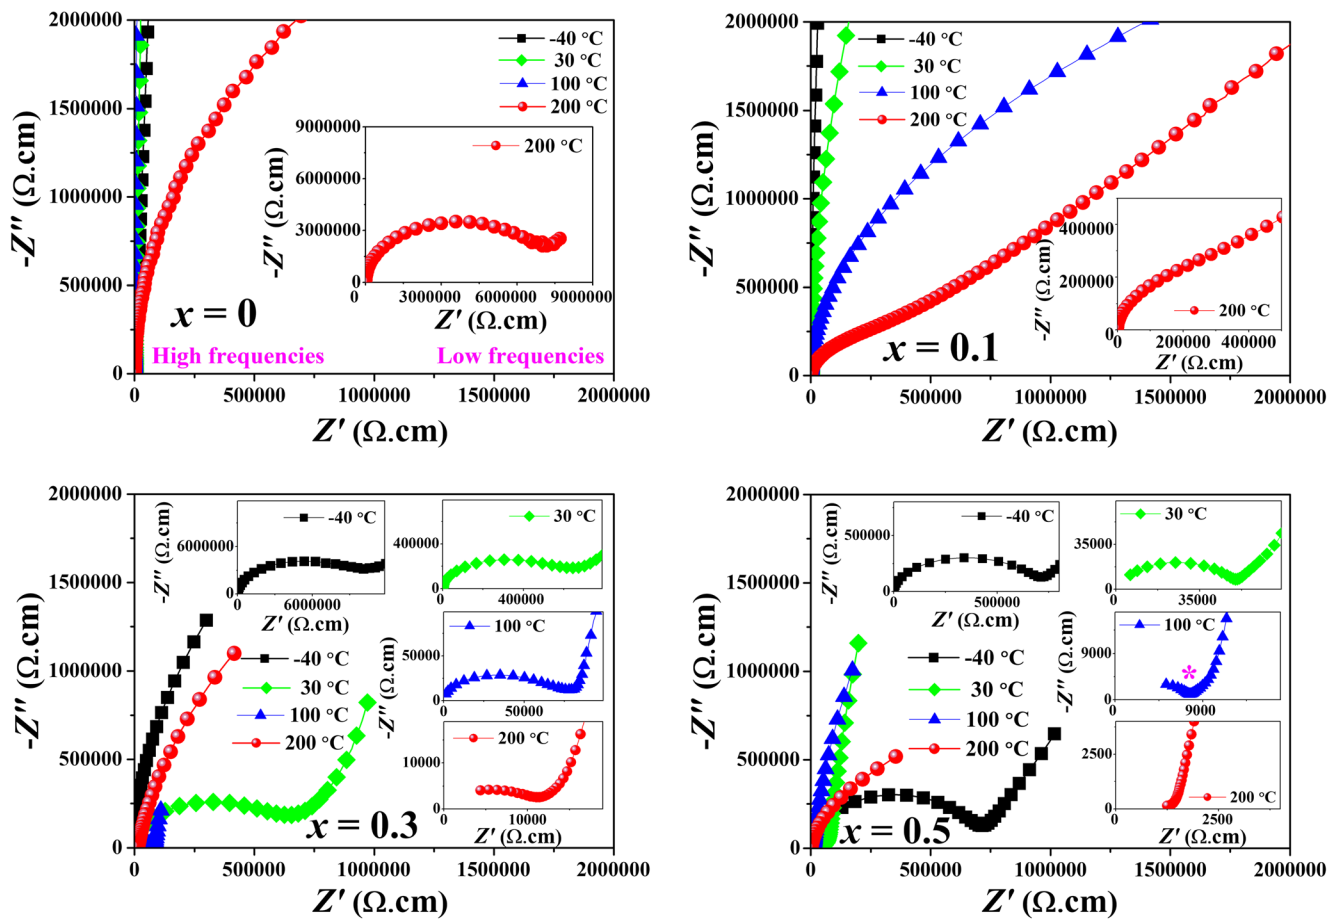 2000000
1500000
1000000
500000
0
-Z″ (Ω.cm)
-40 °C
30 °C
100 °C
200 °C
9000000
6000000
3000000
0
-Z″ (Ω.cm)
200 °C
0 3000000 6000000 9000000
Z′ (Ω.cm)
x = 0
High frequencies Low frequencies
0 500000 1000000 1500000 2000000
Z′ (Ω.cm)
2000000
1500000
1000000
500000
0
-Z″ (Ω.cm)
-40 °C
30 °C
100 °C
200 °C
400000
200000
0
-Z″ (Ω.cm)
200 °C
0 200000 400000
Z′ (Ω.cm)
x = 0.1
0 500000 1000000 1500000 2000000
Z′ (Ω.cm)
2000000
1500000
1000000
500000
0
-Z″ (Ω.cm)
-40 °C
6000000
0
-Z″ (Ω.cm)
0 6000000
Z′ (Ω.cm)
30 °C
400000
0
0 400000
100 °C
50000
0
0 50000
-Z″ (Ω.cm)
200 °C
10000
0
0 10000
Z′ (Ω.cm)
-40 °C
30 °C
100 °C
200 °C
x = 0.3
0 500000 1000000 1500000 2000000
Z′ (Ω.cm)
2000000
1500000
1000000
500000
0
-Z″ (Ω.cm)
-40 °C
500000
0
-Z″ (Ω.cm)
0 500000
Z′ (Ω.cm)
30 °C
35000
0
0 35000
100 °C
9000
0
*
0 90000
-Z″ (Ω.cm)
2500
0
200 °C
0 2500
Z′ (Ω.cm)
-40 °C
30 °C
100 °C
200 °C
x = 0.5
0 500000 1000000 1500000 2000000
Z′ (Ω.cm)